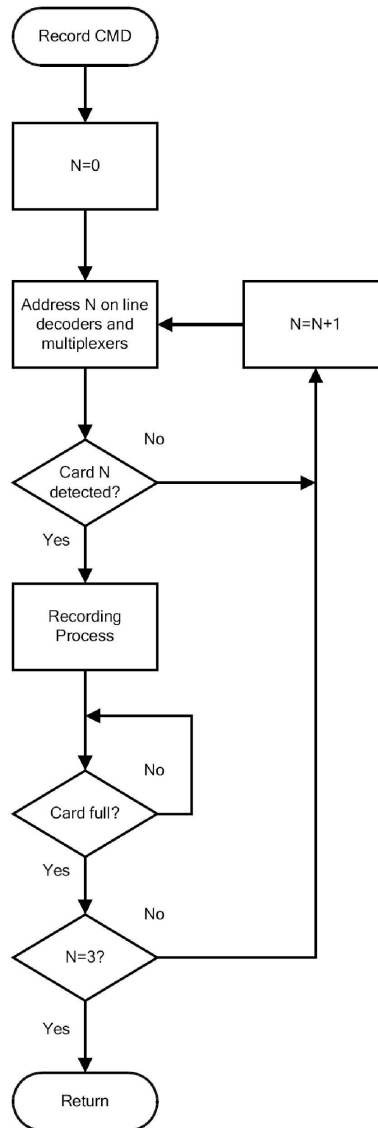 Record CMD
N=0
Address N on line
decoders and
multiplexers
N=N+1
No
Card N
detected?
Yes
Recording
Process
No
Card full?
Yes
No
N=3?
Yes
Return